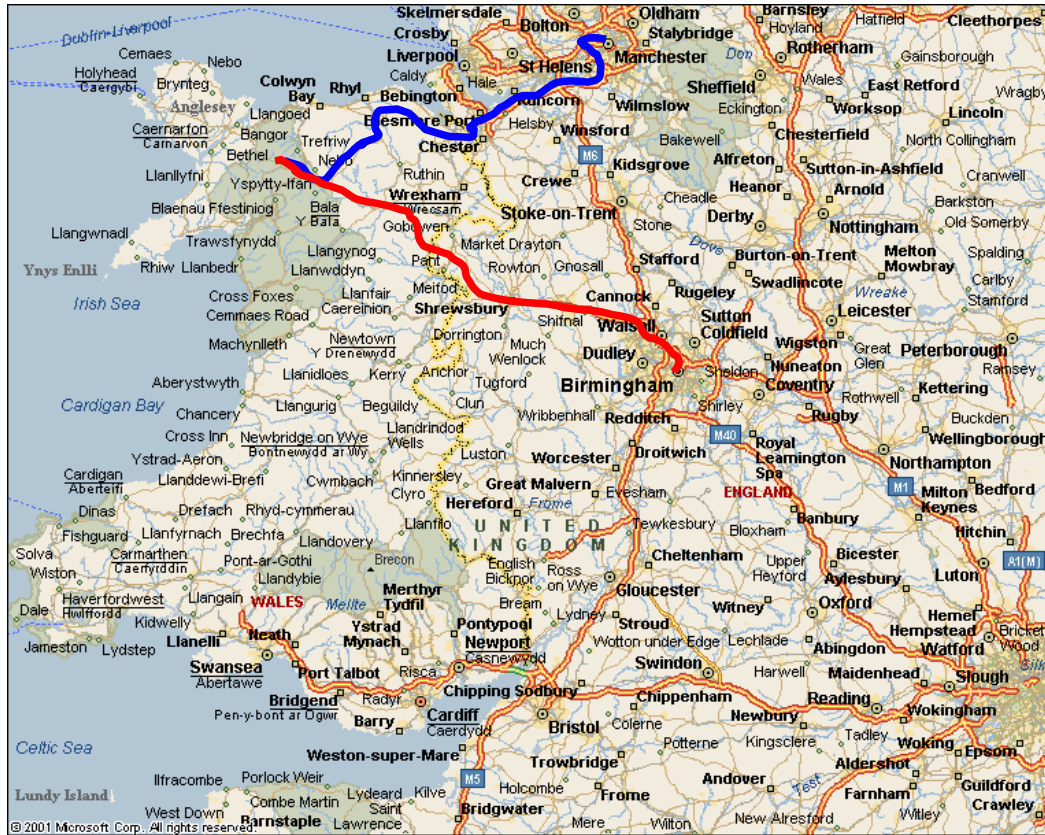 Skelmersdale
Bolton
Oldham
Barnsley
Cleethorpes
Dublin-Liverpool
Crosby
Stalybridge
Hoyland
Hatfield
Cemaes
Nebo
Liverpool
St Helens
Manchester
Don
Rotherham
Gainsborough
Holyhead
Caergybi
Brynteg
Colwyn
Bay
Rhyl
Caldy
Hale
Sheffield
Wales
East Retford
Wragby
Anglesey
Llangoed
Bebington
Runcorn
Wilmslow
Eckington
Worksop
Lincoln
Caernarfon
Carnarvon
Bangor
Trefriw
Ellesmere Port
Helsby
Winsford
Bakewell
Chesterfield
North Collingham
Bethel
Nebo
Chester
M6
Kidsgrove
Alfreton
Sutton-in-Ashfield
Cranwell
Llanllyfni
Yspytty-Ifan
Ruthin
Crewe
Cheadle
Heanor
Arnold
Barkston
Blaenau Ffestiniog
Bala
Y Bala
Wrexham
Wrecsam
Stoke-on-Trent
Stone
Derby
Nottingham
Old Somerby
Llangwnadl
Trawsfynydd
Gobowen
Llangynog
Market Drayton
Dove
Burton-on-Trent
Melton
Mowbray
Spalding
Ynys Enlli
Rhiw
Llanbedr
Llanwddyn
Pant
Rowton
Gnosall
Stafford
Swadlincote
Carlby
Irish Sea
Cross Foxes
Llanfair
Caereinion
Meifod
Shrewsbury
Cannock
Rugeley
Wreake
Stamford
Cemmaes Road
Shifnal
Walsall
Sutton
Coldfield
Leicester
Machynlleth
Newtown
Y Drenewydd
Dorrington
Much
Wenlock
Dudley
Wigston
Great
Glen
Peterborough
Aberystwyth
Llanidloes
Kerry
Anchor
Tugford
Birmingham
Sheldon
Nuneaton
Coventry
Ramsey
Cardigan Bay
Chancery
Llangurig
Beguildy
Clun
Wribbenhall
Shirley
Rothwell
Kettering
Cross Inn
Newbridge on Wye
Bontnewydd ar Wy
Llandrindod
Wells
Redditch
M40
Rugby
Buckden
Wellingborough
Ystrad-Aeron
Luston
Worcester
Droitwich
Royal
Leamington
Spa
Northampton
Cardigan
Aberteifi
Llanddewi-Brefi
Cwmbach
Kinnersley
Clyro
Great Malvern
Evesham
ENGLAND
M1
Milton
Keynes
Bedford
Dinas
Drefach
Rhyd-cymmerau
Hereford
Frome
Banbury
Fishguard
Llanfyrnach
Brechfa
Llanfilo
UNITED
KINGDOM
Tewkesbury
Bloxham
Hitchin
Solva
Carmarthen
Caerfyrddin
Llandovery
Brecon
English
Bicknor
Ross
on Wye
Cheltenham
Upper
Heyford
Bicester
A1(M)
Wiston
Pont-ar-Gothi
Llandybie
Aylesbury
Luton
Haverfordwest
Hwlffordd
Llangain
WALES
Mellte
Merthyr
Tydfil
Bream
Gloucester
Witney
Oxford
Hemel
Hempstead
Dale
Kidwelly
Ystrad
Mynach
Pontypool
Lydney
Stroud
Bricket
Wood
Jameston
Lydstep
Llanelli
Neath
Newport
Casnewydd
Wotton under Edge
Lechlade
Abingdon
Watford
Swansea
Abertawe
Port Talbot
Risca
Swindon
Harwell
Maidenhead
Slough
Silk
Bridgend
Pen-y-bont ar Ogwr
Radyr
Chipping Sodbury
Chippenham
Reading
Wokingham
Barry
Cardiff
Caerdydd
Bristol
Colerne
Newbury
Celtic Sea
Weston-super-Mare
Potterne
Kingsclere
Tadley
Woking
Epsom
Ilfracombe
Porlock Weir
M5
Trowbridge
Aldershot
Guildford
Lundy Island
Combe Martin
Lydeard
Saint
Lawrence
Kilve
Holcombe
Andover
Test
Farnham
Crawley
West Down
Barnstaple
Bridgwater
Frome
Mere
Wilton
New Alresford
Witley
© 2001 Microsoft Corp. All rights reserved.